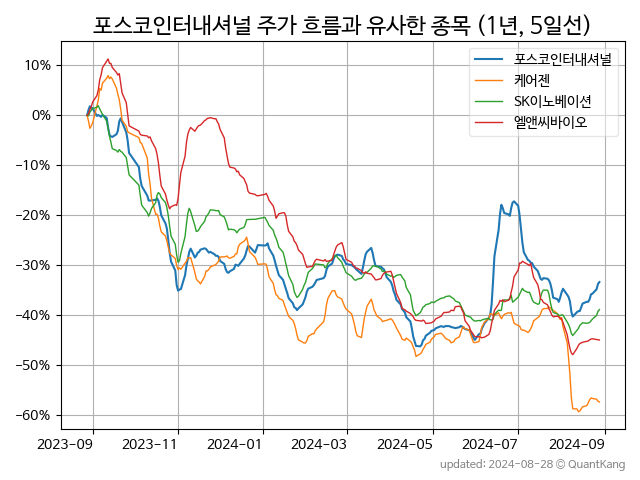 포스코인터내셔널 주가 흐름과 유사한 종목 (1년, 5일선)
포스코인터내셔널
케어젠
SK이노베이션
엘앤씨바이오
10%
0%
-10%
-20%
-30%
-40%
-50%
-60%
2023-09 2023-11 2024-01 2024-03 2024-05 2024-07 2024-09
updated: 2024-08-28 © QuantKang